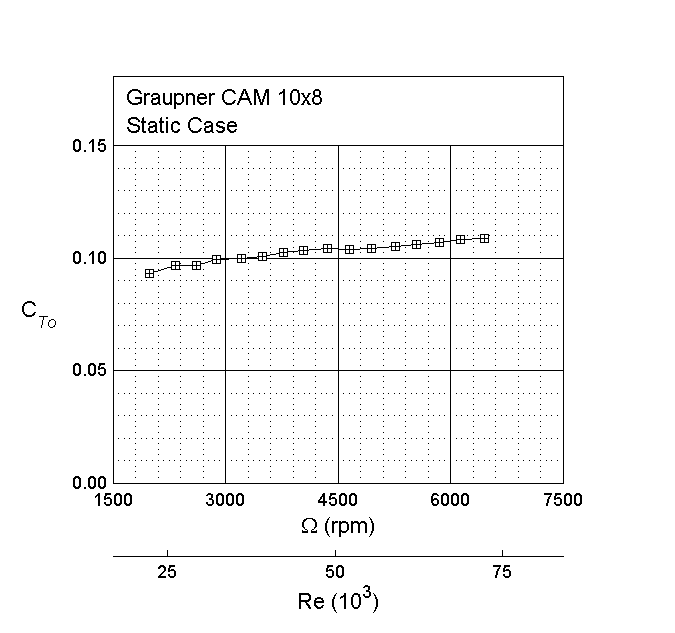 Graupner CAM 10x8
Static Case
0.15
0.10
C_To
0.05
0.00
1500 3000 4500 6000 7500
Ω (rpm)
25 50 75
Re (10³)